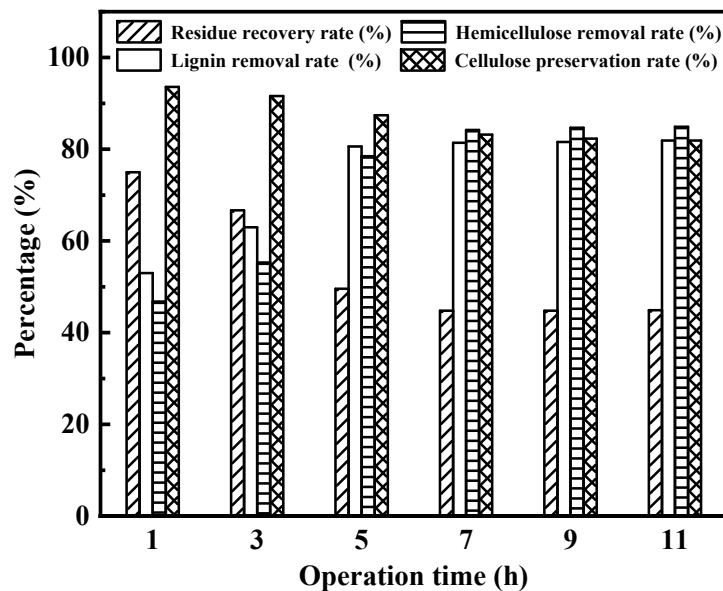 Residue recovery rate (%)
Hemicellulose removal rate (%)
Lignin removal rate (%)
Cellulose preservation rate (%)
100
80
60
40
20
0
Percentage (%)
1 3 5 7 9 11
Operation time (h)